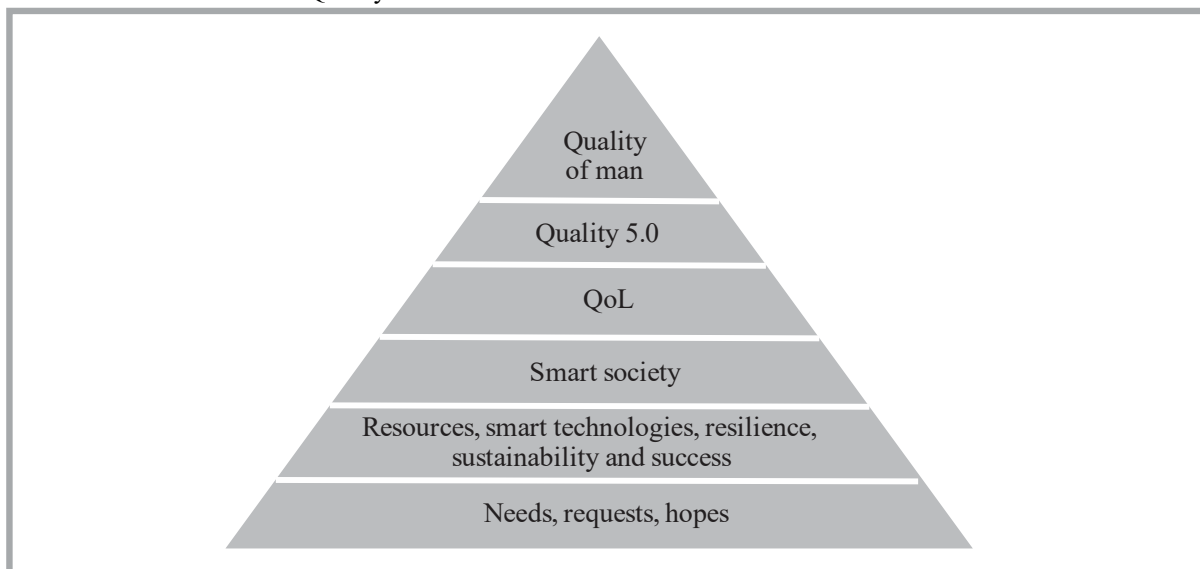 Quality
of man
Quality 5.0
QoL
Smart society
Resources, smart technologies, resilience,
sustainability and success
Needs, requests, hopes